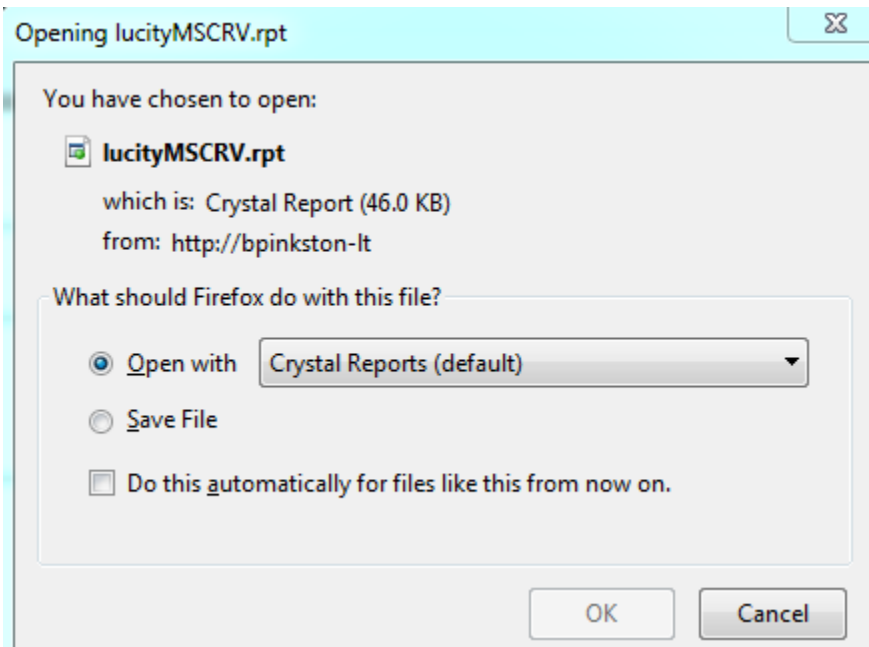 Opening lucityMSCRV.rpt
You have chosen to open:
lucityMSCRV.rpt
which is: Crystal Report (46.0 KB)
from: http://bpinkston-lt
What should Firefox do with this file?
Open with Crystal Reports (default)
Save File
Do this automatically for files like this from now on.
OK Cancel